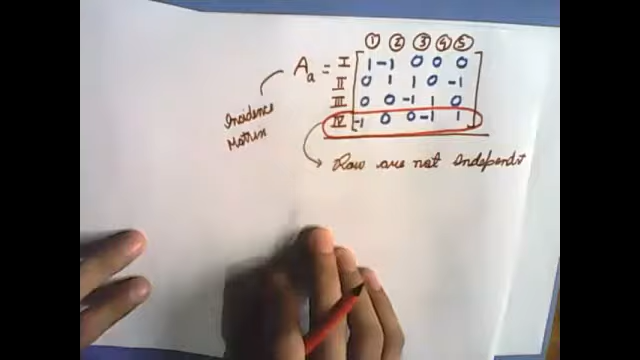 ① ② ③ ④ ⑤
Aa = I 1 -1 0 0 0
II 0 1 1 0 -1
III 0 0 -1 1 0
IV -1 0 0 -1 1
Incidence
Matrix
Row are not Independt